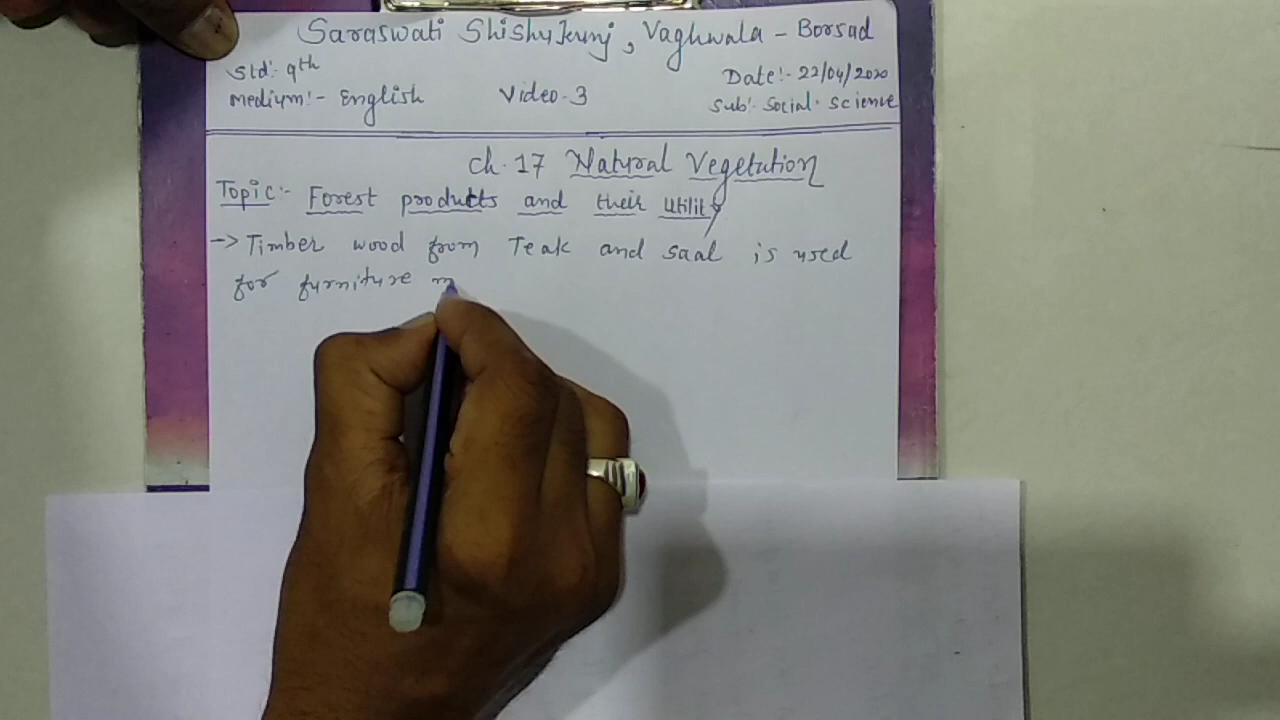 Saraswati Shishukunj, Vaghwala - Borsad
Std:- 9th
Date:- 22/04/2020
Medium:- English
Video-3
Sub:- Social. Science
Ch. 17 Natural Vegetation
Topic:- Forest products and their Utility
-> Timber wood from Teak and Saal is used
for furniture m